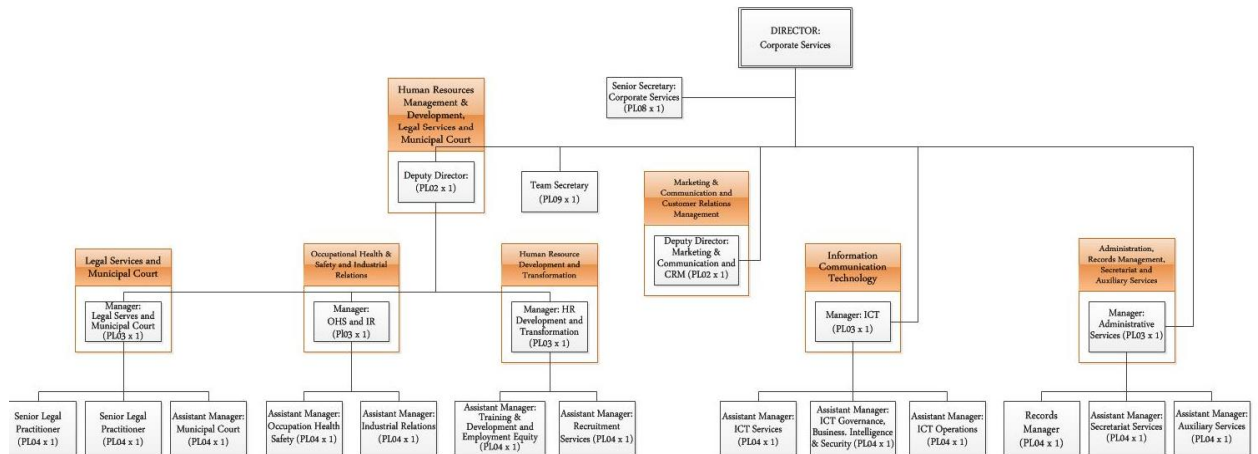 DIRECTOR:
Corporate Services
Senior Secretary:
Corporate Services
(PL08 x 1)
Human Resources
Management &
Development,
Legal Services and
Municipal Court
Deputy Director:
(PL02 x 1)
Team Secretary
(PL09 x 1)
Marketing &
Communication and
Customer Relations
Management
Deputy Director:
Marketing &
Communication and
CRM (PL02 x 1)
Legal Services and
Municipal Court
Manager:
Legal Serves and
Municipal Court
(PL03 x 1)
Occupational Health &
Safety and Industrial
Relations
Manager:
OHS and IR
(Pl03 x 1)
Human Resource
Development and
Transformation
Manager: HR
Development and
Transformation
(PL03 x 1)
Information
Communication
Technology
Manager: ICT
(PL03 x 1)
Administration,
Records Management,
Secretariat and
Auxiliary Services
Manager:
Administrative
Services (PL03 x 1)
Senior Legal
Practitioner
(PL04 x 1)
Senior Legal
Practitioner
(PL04 x 1)
Assistant Manager:
Municipal Court
(PL04 x 1)
Assistant Manager:
Occupation Health
Safety (PL04 x 1)
Assistant Manager:
Industrial Relations
(PL04 x 1)
Assistant Manager:
Training &
Development and
Employment Equity
(PL04 x 1)
Assistant Manager:
Recruitment
Services (PL04 x 1)
Assistant Manager:
ICT Services
(PL04 x 1)
Assistant Manager:
ICT Governance,
Business, Intelligence
& Security (PL04 x 1)
Assistant Manager:
ICT Operations
(PL04 x 1)
Records
Manager
(PL04 x 1)
Assistant Manager:
Secretariat Services
(PL04 x 1)
Assistant Manager:
Auxiliary Services
(PL04 x 1)